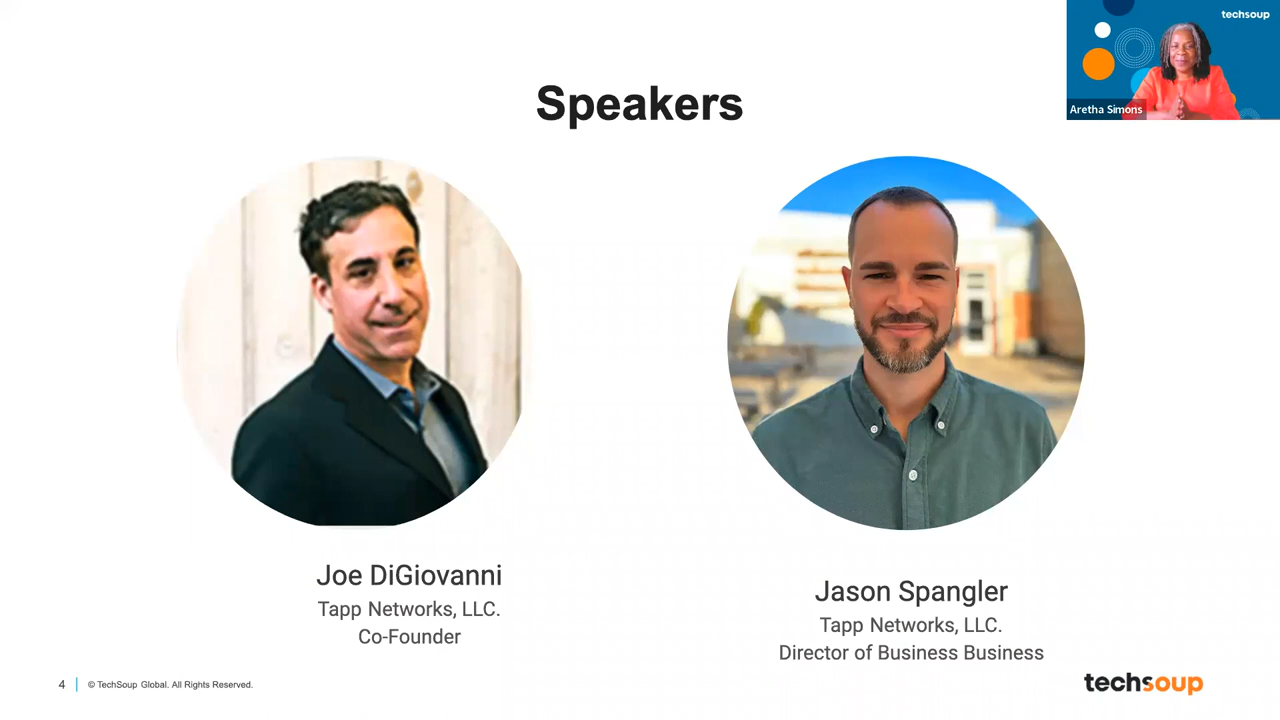 techsoup
Aretha Simons
Speakers
Joe DiGiovanni
Tapp Networks, LLC.
Co-Founder
Jason Spangler
Tapp Networks, LLC.
Director of Business Business
4
© TechSoup Global. All Rights Reserved.
techsoup